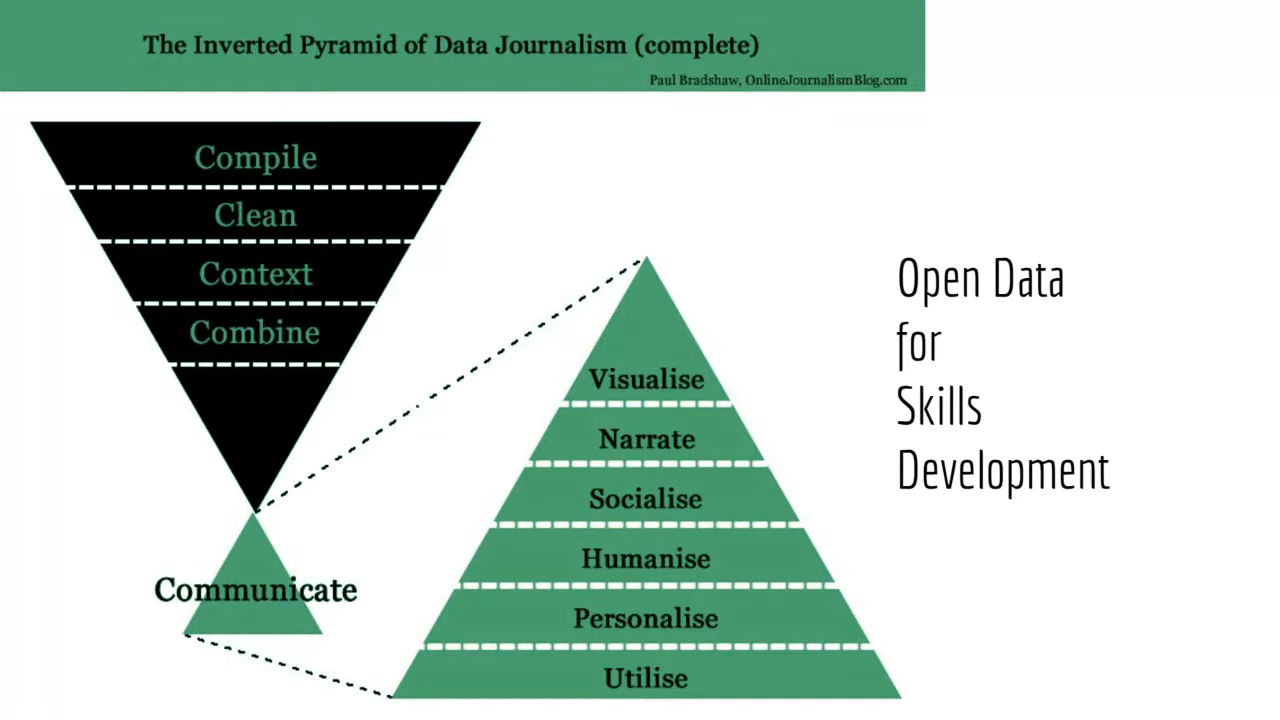 The Inverted Pyramid of Data Journalism (complete)
Paul Bradshaw, OnlineJournalismBlog.com
Compile
Clean
Context
Combine
Communicate
Visualise
Narrate
Socialise
Humanise
Personalise
Utilise
Open Data
for
Skills
Development